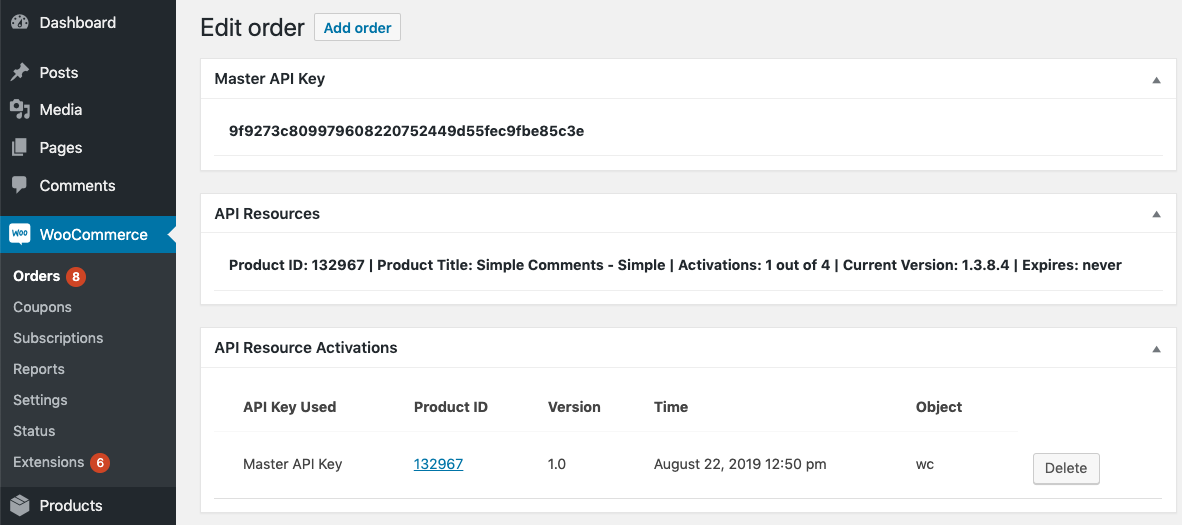 Dashboard
Posts
Media
Pages
Comments
WOO
WooCommerce
Orders 8
Coupons
Subscriptions
Reports
Settings
Status
Extensions 6
Products
Edit order Add order
Master API Key
9f9273c809979608220752449d55fec9fbe85c3e
API Resources
Product ID: 132967 | Product Title: Simple Comments - Simple | Activations: 1 out of 4 | Current Version: 1.3.8.4 | Expires: never
API Resource Activations
API Key Used Product ID Version Time Object
Master API Key 132967 1.0 August 22, 2019 12:50 pm wc Delete